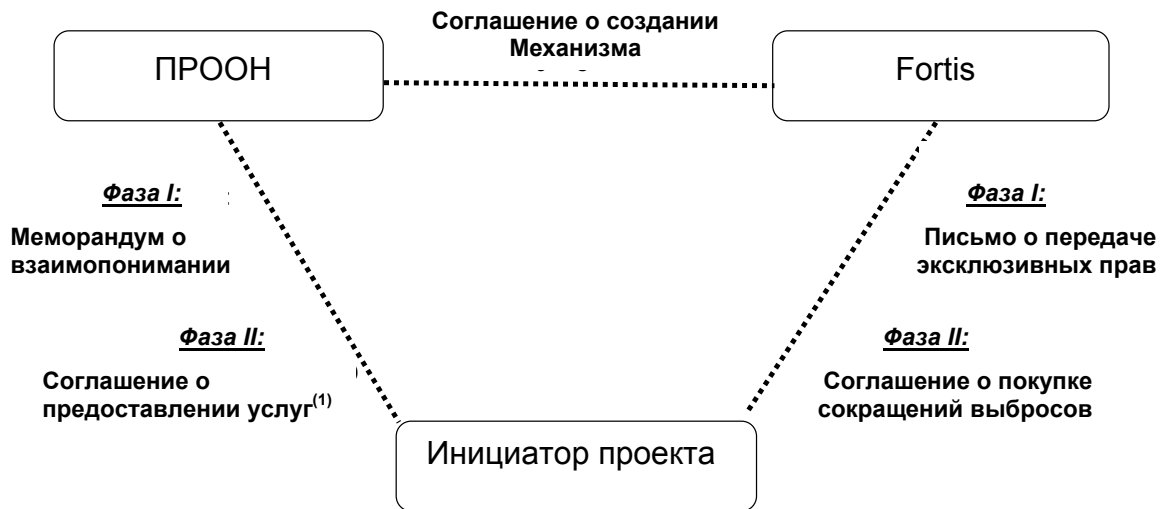 Соглашение о создании
Механизма
ПРООН
Fortis
Фаза I:
Меморандум о
взаимопонимании
Фаза I:
Письмо о передаче
эксклюзивных прав
Фаза II:
Соглашение о
предоставлении услуг(1)
Фаза II:
Соглашение о покупке
сокращений выбросов
Инициатор проекта